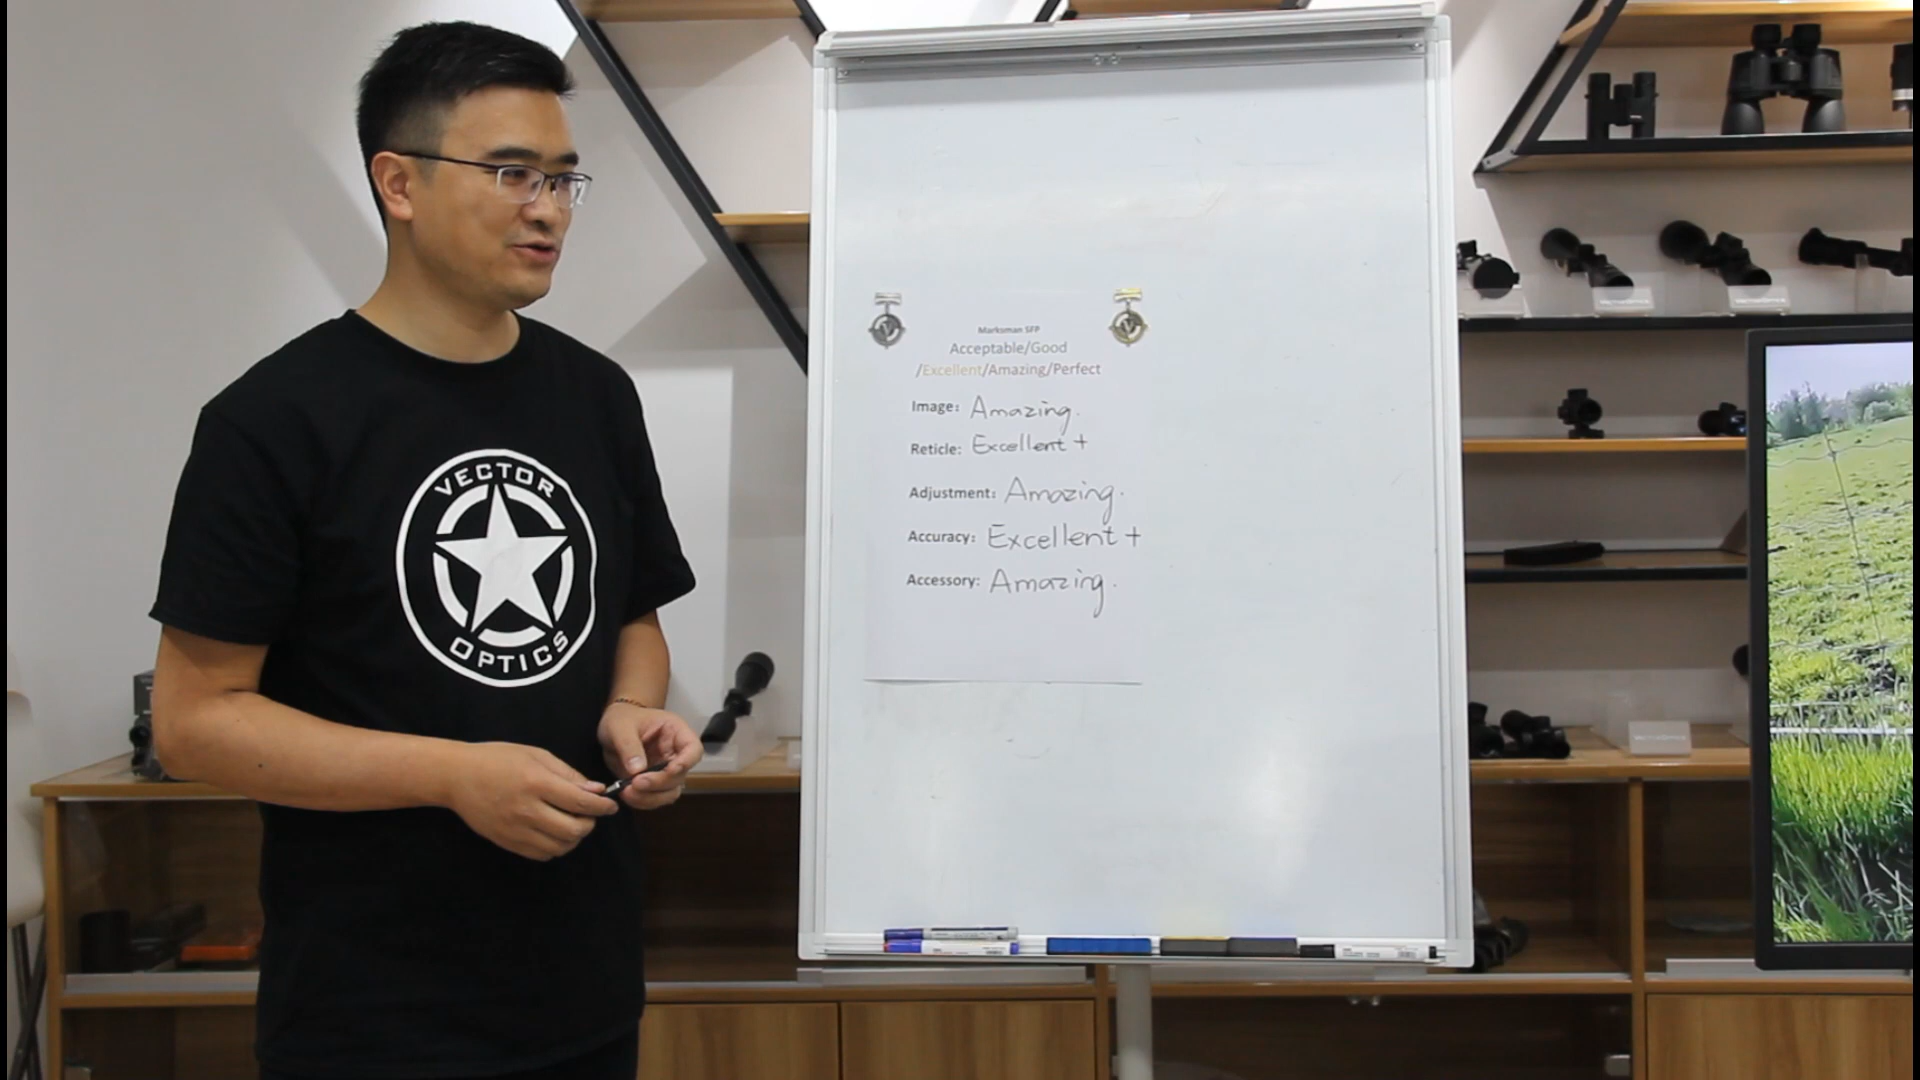 VECTOR
OPTICS
Marksman SFP
Acceptable/Good
/Excellent/Amazing/Perfect
Image: Amazing.
Reticle: Excellent +
Adjustment: Amazing.
Accuracy: Excellent +
Accessory: Amazing.